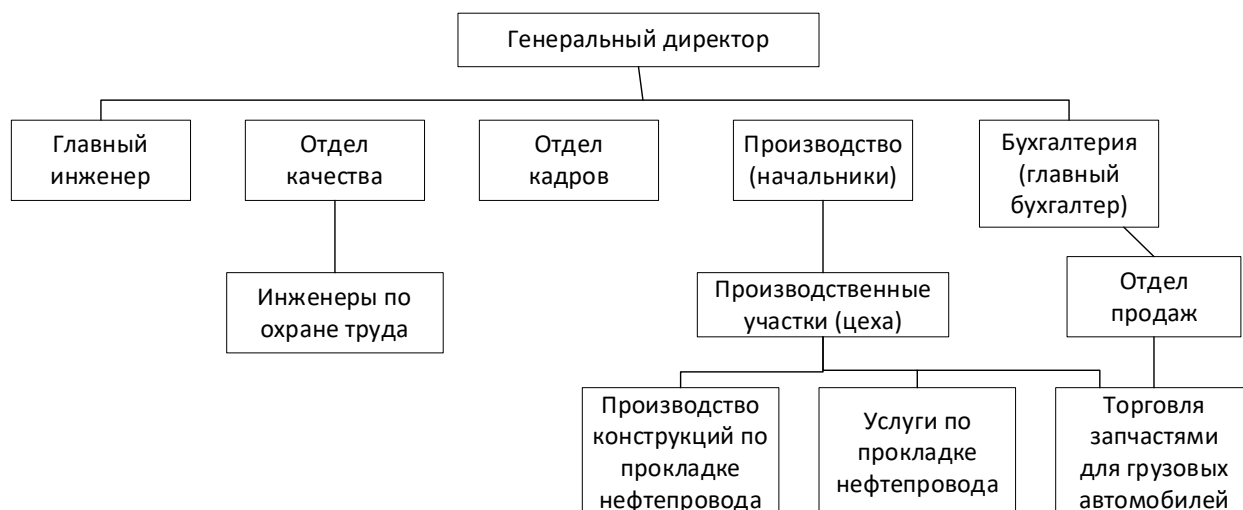 Генеральный директор
Главный
инженер
Отдел
качества
Отдел
кадров
Производство
(начальники)
Бухгалтерия
(главный
бухгалтер)
Инженеры по
охране труда
Производственные
участки (цеха)
Отдел
продаж
Производство
конструкций по
прокладке
нефтепровода
Услуги по
прокладке
нефтепровода
Торговля
запчастями
для грузовых
автомобилей